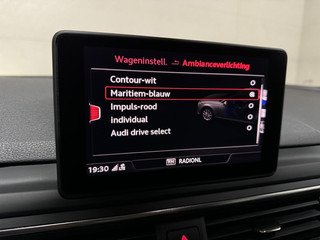 Wageninstell. Ambianceverlichting
Contour-wit
Maritiem-blauw
Impuls-rood
individual
Audi drive select
19:30 RADIONL